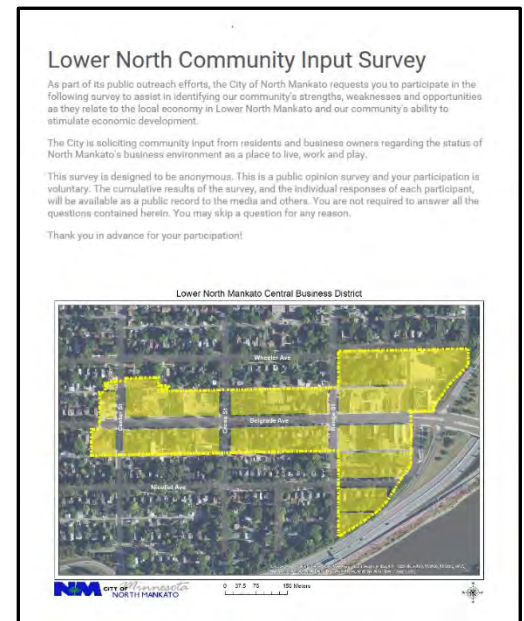 Lower North Community Input Survey
As part of its public outreach efforts, the City of North Mankato requests you to participate in the
following survey to assist in identifying our community's strengths, weaknesses and opportunities
as they relate to the local economy in Lower North Mankato and our community's ability to
stimulate economic development.
The City is soliciting community input from residents and business owners regarding the status of
North Mankato's business environment as a place to live, work and play.
This survey is designed to be anonymous. This is a public opinion survey and your participation is
voluntary. The cumulative results of the survey, and the individual responses of each participant,
will be available as a public record to the media and others. You are not required to answer all the
questions contained herein. You may skip a question for any reason.
Thank you in advance for your participation!
Lower North Mankato Central Business District
Wheeler Ave
Center St
Belgrade Ave
Range St
Nicollet Ave
NM CITY OF Minnesota
NORTH MANKATO
0 37.5 75 150 Meters